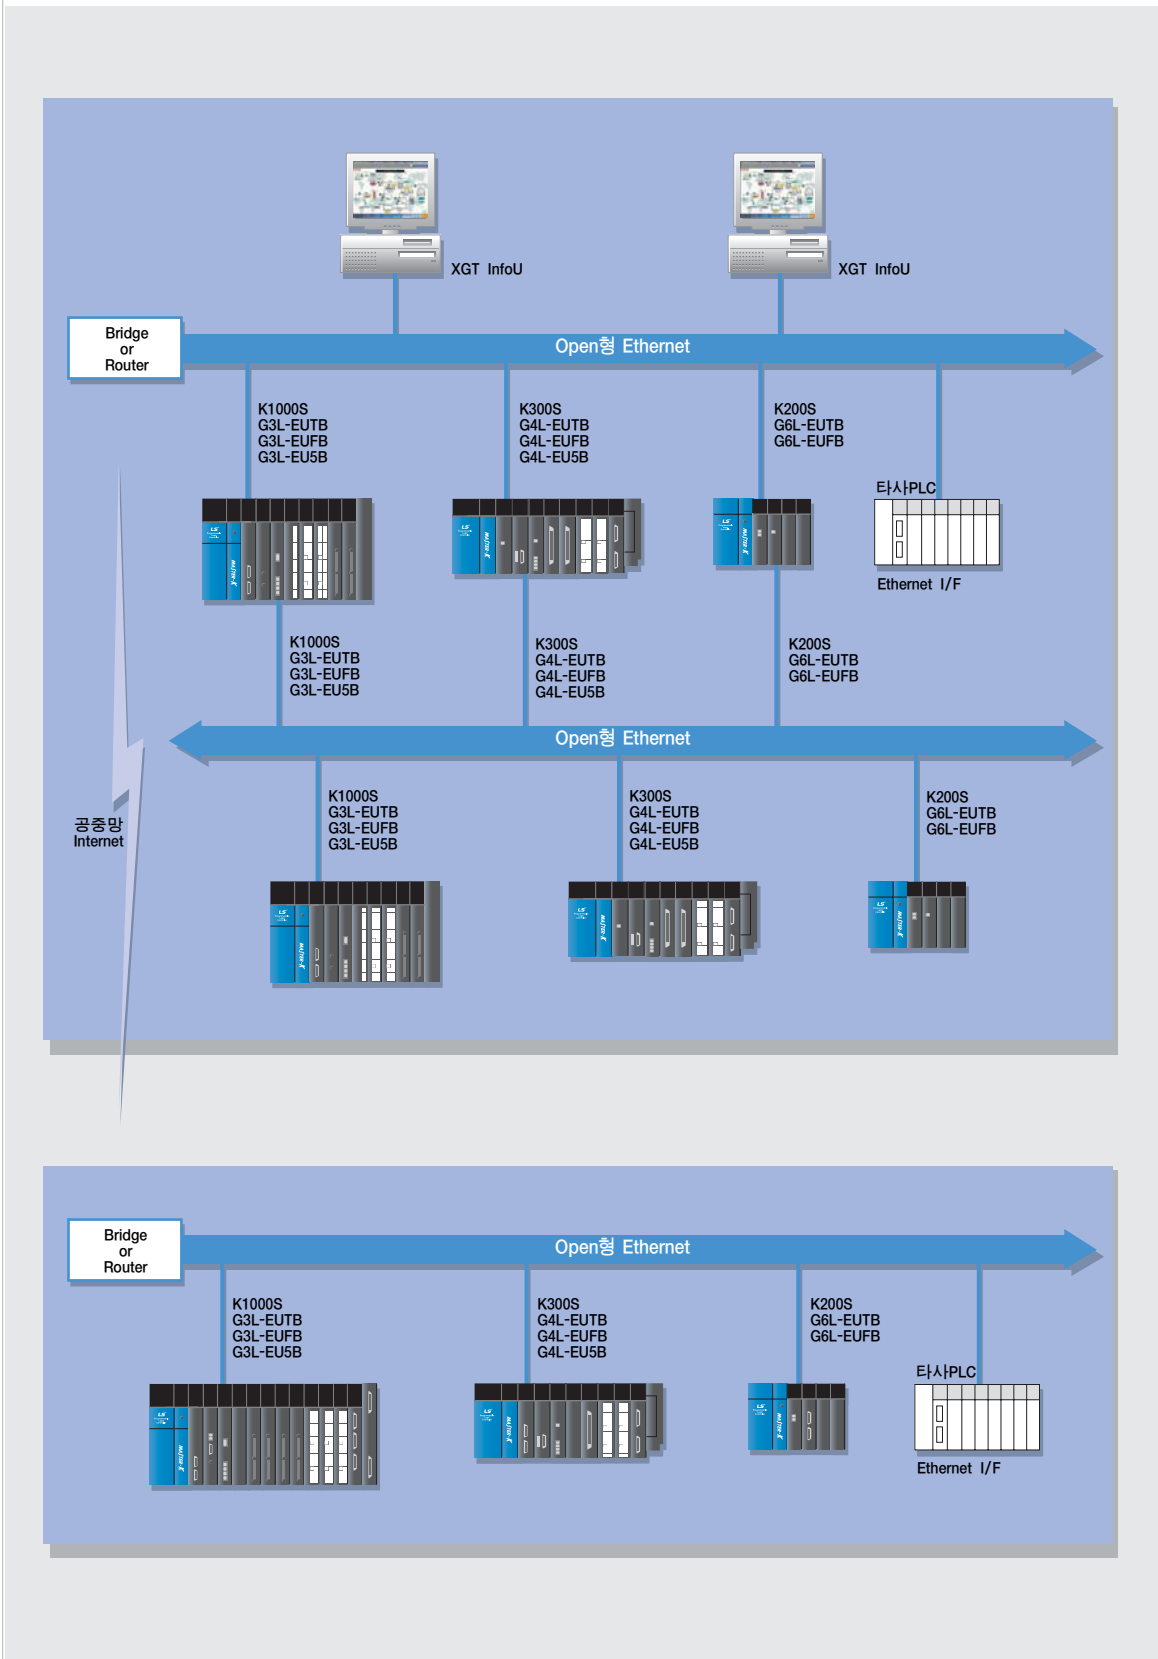 XGT InfoU
XGT InfoU
Bridge
or
Router
Open형 Ethernet
K1000S
G3L-EUTB
G3L-EUFB
G3L-EU5B
K300S
G4L-EUTB
G4L-EUFB
G4L-EU5B
K200S
G6L-EUTB
G6L-EUFB
타사PLC
Ethernet I/F
K1000S
G3L-EUTB
G3L-EUFB
G3L-EU5B
K300S
G4L-EUTB
G4L-EUFB
G4L-EU5B
K200S
G6L-EUTB
G6L-EUFB
Open형 Ethernet
공중망
Internet
K1000S
G3L-EUTB
G3L-EUFB
G3L-EU5B
K300S
G4L-EUTB
G4L-EUFB
G4L-EU5B
K200S
G6L-EUTB
G6L-EUFB
Bridge
or
Router
Open형 Ethernet
K1000S
G3L-EUTB
G3L-EUFB
G3L-EU5B
K300S
G4L-EUTB
G4L-EUFB
G4L-EU5B
K200S
G6L-EUTB
G6L-EUFB
타사PLC
Ethernet I/F